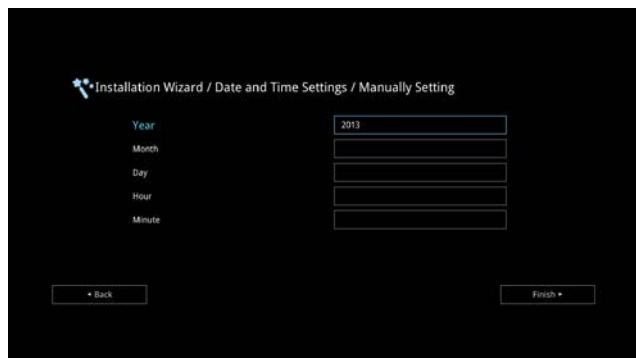 Installation Wizard / Date and Time Settings / Manually Setting
Year 2013
Month
Day
Hour
Minute
Back Finish